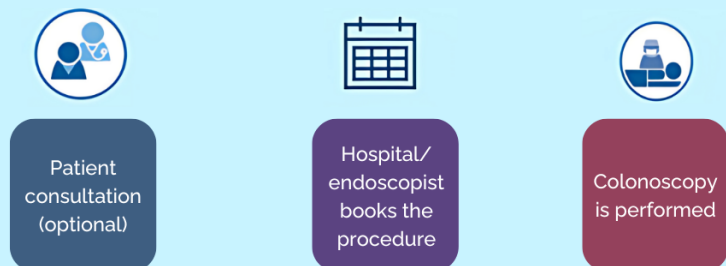 Patient
consultation
(optional)
Hospital/
endoscopist
books the
procedure
Colonoscopy
is performed